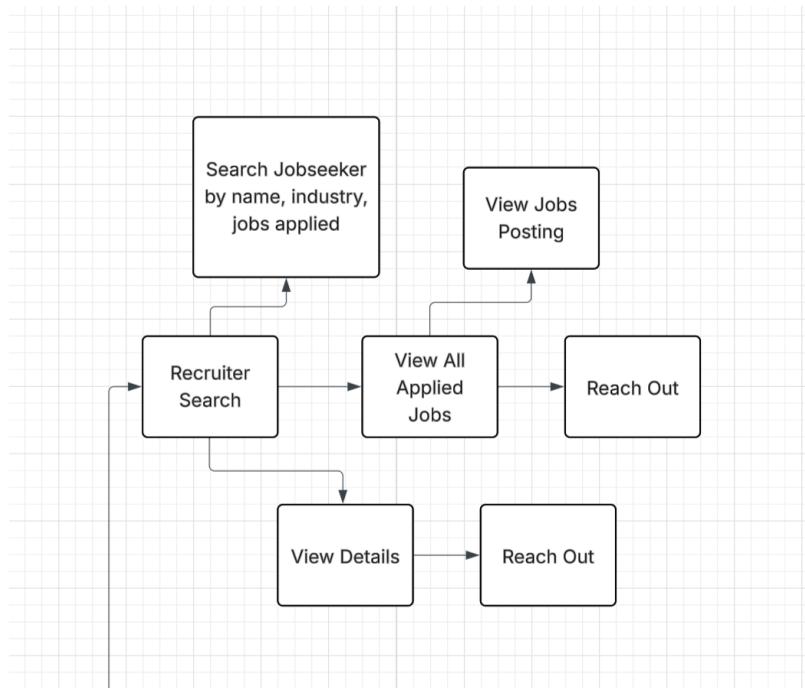 Search Jobseeker
by name, industry,
jobs applied
View Jobs
Posting
Recruiter
Search
View All
Applied
Jobs
Reach Out
View Details
Reach Out